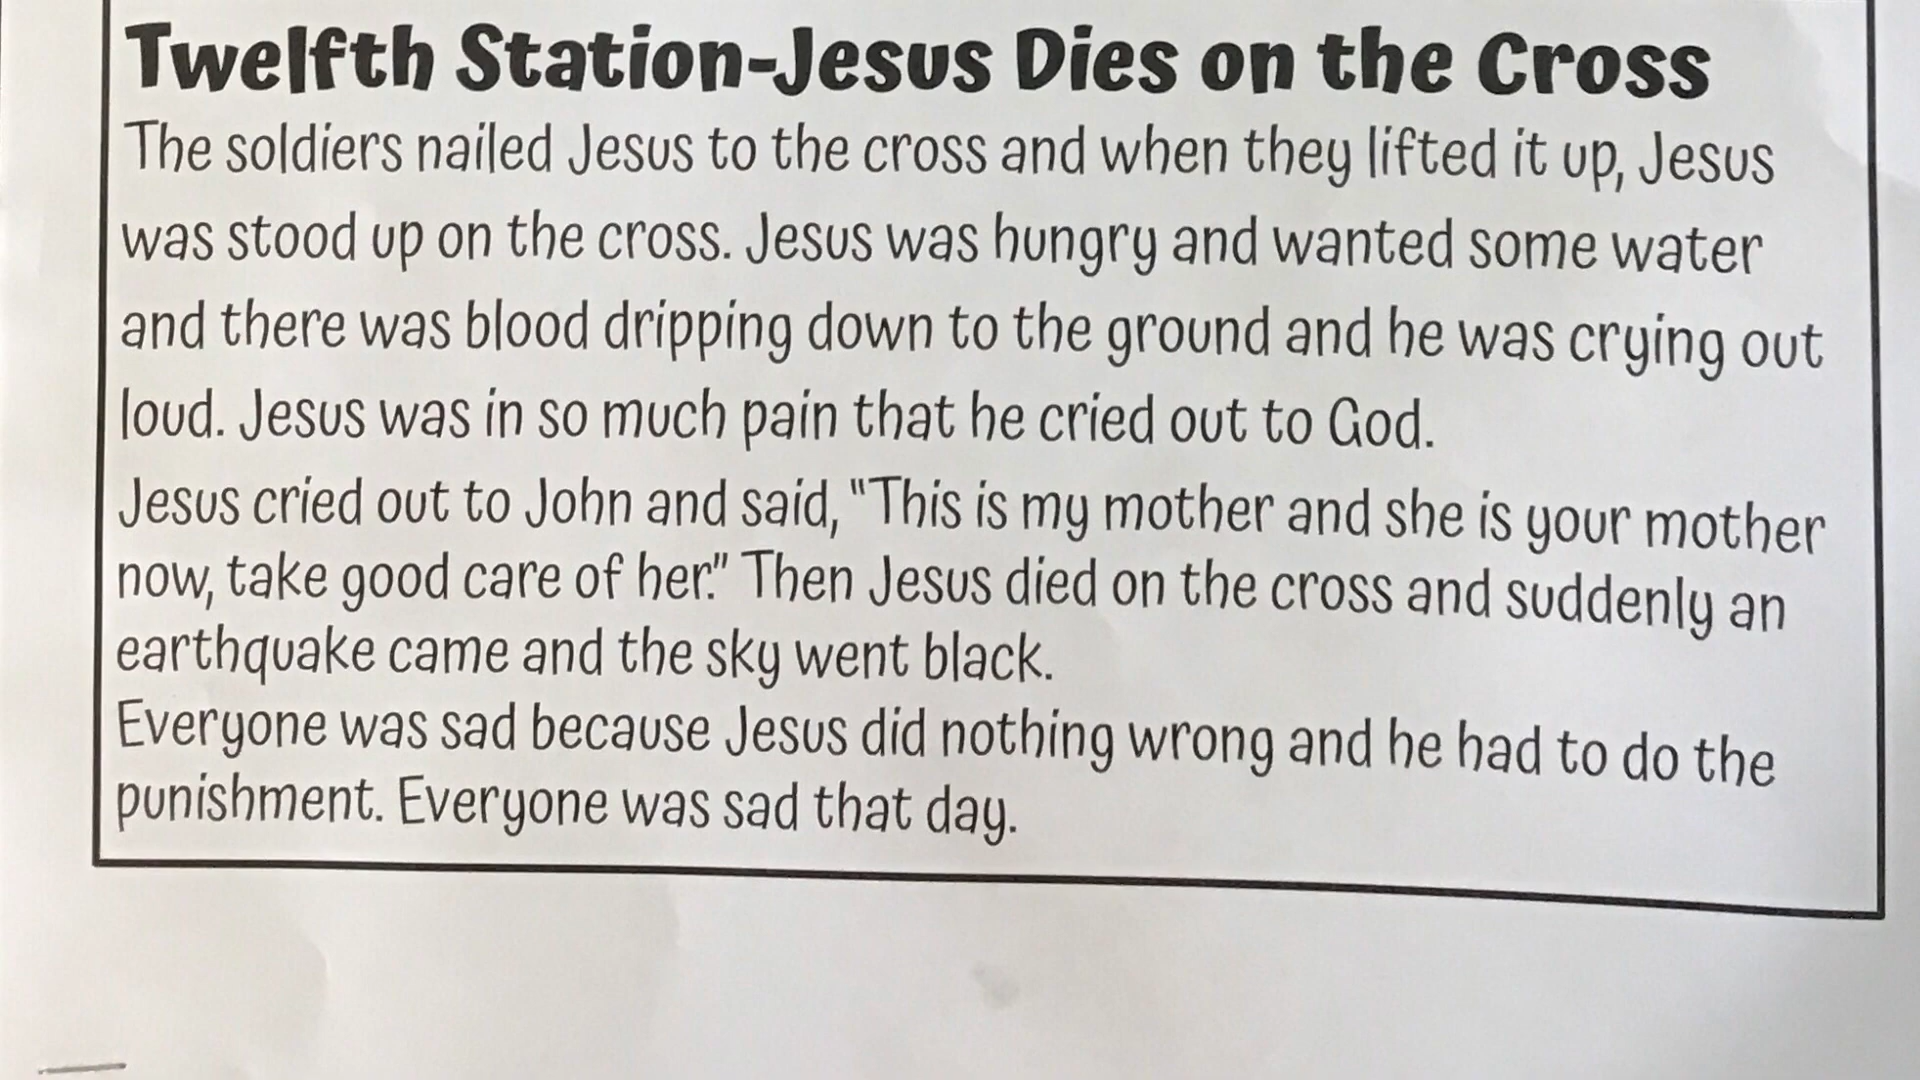 Twelfth Station-Jesus Dies on the Cross
The soldiers nailed Jesus to the cross and when they lifted it up, Jesus
was stood up on the cross. Jesus was hungry and wanted some water
and there was blood dripping down to the ground and he was crying out
loud. Jesus was in so much pain that he cried out to God.
Jesus cried out to John and said, "This is my mother and she is your mother
now, take good care of her." Then Jesus died on the cross and suddenly an
earthquake came and the sky went black.
Everyone was sad because Jesus did nothing wrong and he had to do the
punishment. Everyone was sad that day.